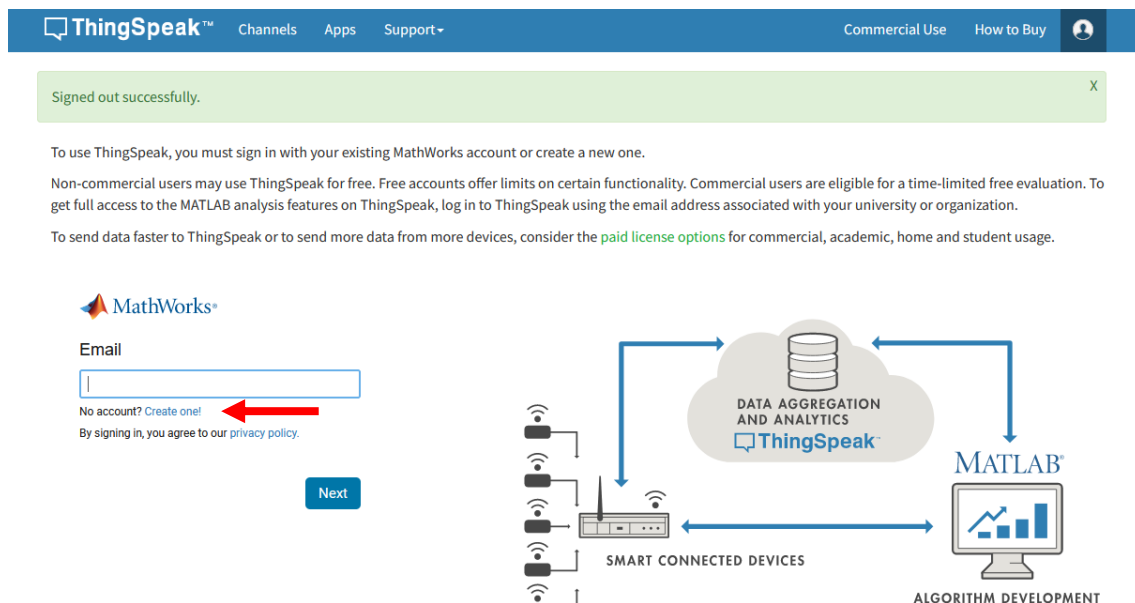 ThingSpeak™ Channels Apps Support Commercial Use How to Buy
Signed out successfully. X
To use ThingSpeak, you must sign in with your existing MathWorks account or create a new one.
Non-commercial users may use ThingSpeak for free. Free accounts offer limits on certain functionality. Commercial users are eligible for a time-limited free evaluation. To
get full access to the MATLAB analysis features on ThingSpeak, log in to ThingSpeak using the email address associated with your university or organization.
To send data faster to ThingSpeak or to send more data from more devices, consider the paid license options for commercial, academic, home and student usage.
MathWorks®
Email
No account? Create one!
By signing in, you agree to our privacy policy.
Next
DATA AGGREGATION
AND ANALYTICS
ThingSpeak™
MATLAB®
SMART CONNECTED DEVICES
ALGORITHM DEVELOPMENT